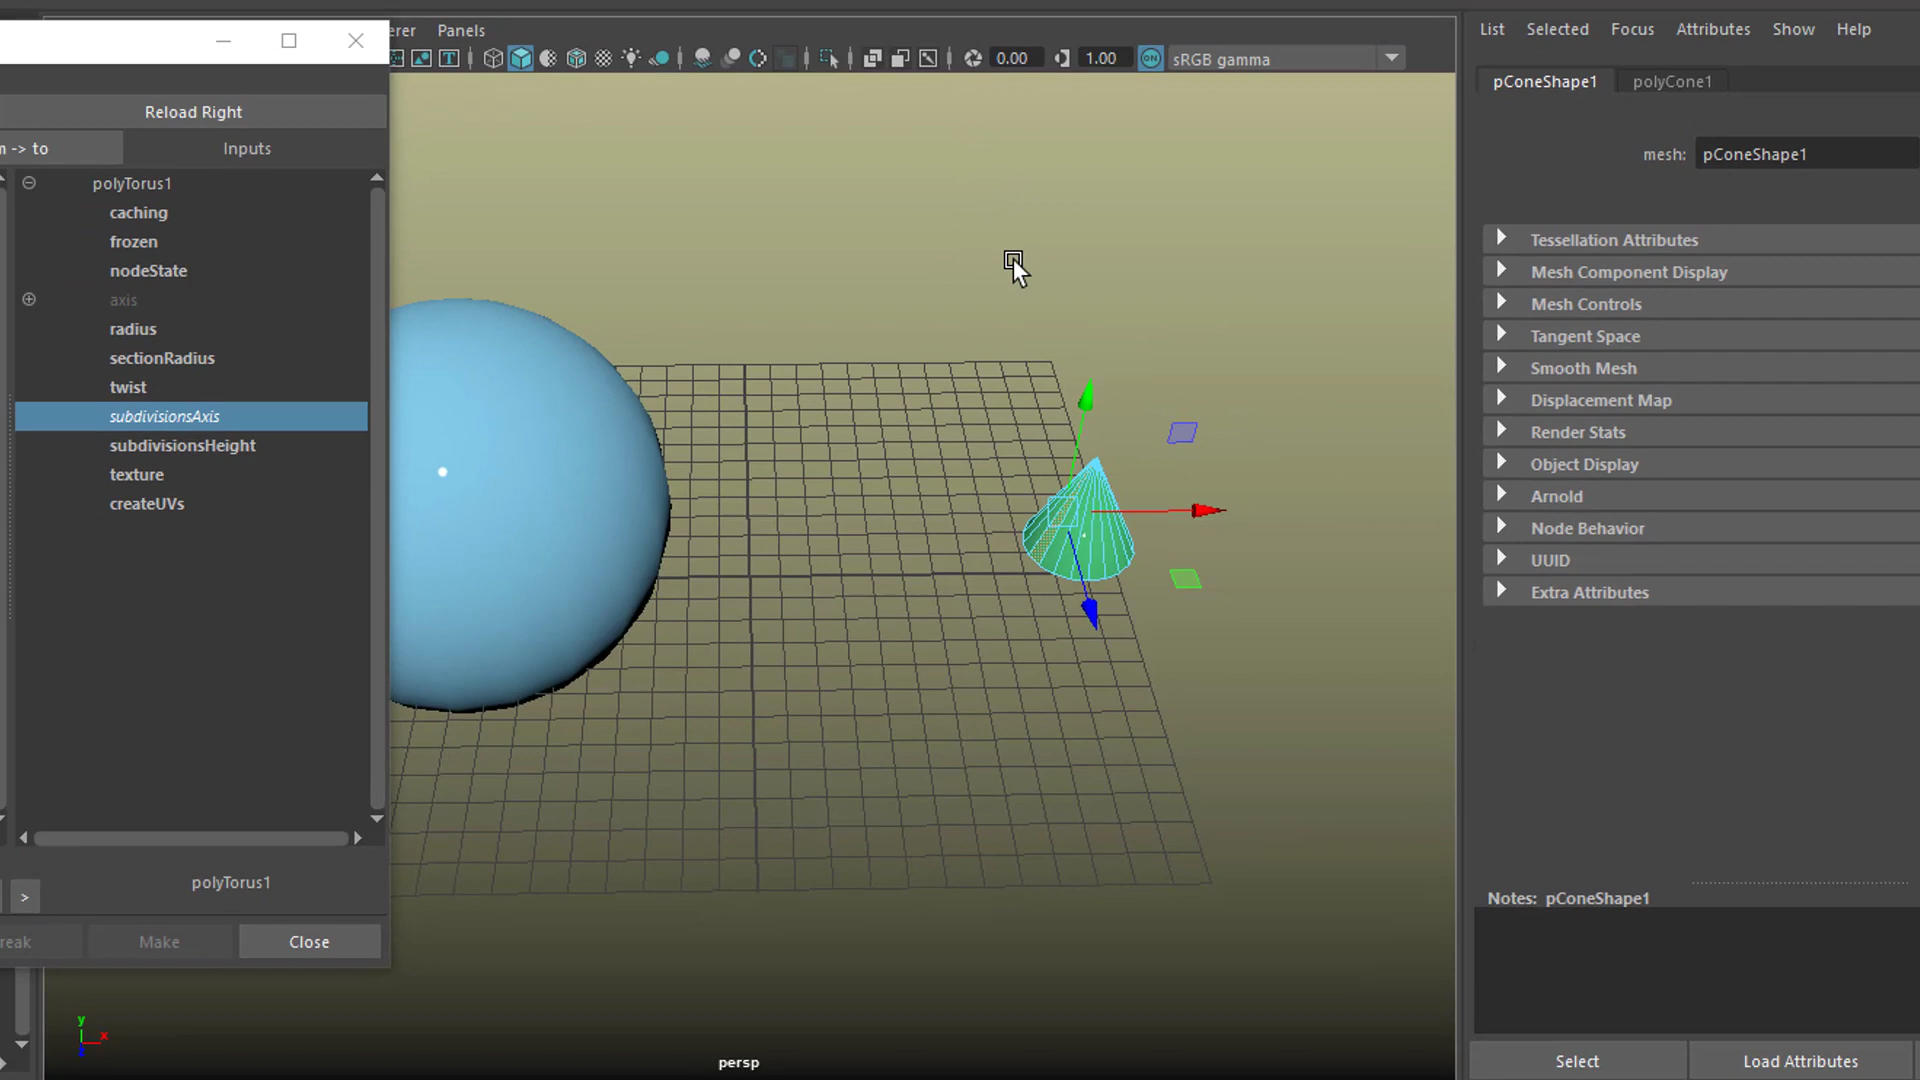 erer Panels
0.00 1.00 ON sRGB gamma
Reload Right
m -> to Inputs
polyTorus1
caching
frozen
nodeState
axis
radius
sectionRadius
twist
subdivisionsAxis
subdivisionsHeight
texture
createUVs
>
polyTorus1
reak Make Close
y
x
z
persp
List Selected Focus Attributes Show Help
pConeShape1 polyCone1
mesh: pConeShape1
Tessellation Attributes
Mesh Component Display
Mesh Controls
Tangent Space
Smooth Mesh
Displacement Map
Render Stats
Object Display
Arnold
Node Behavior
UUID
Extra Attributes
Notes: pConeShape1
Select Load Attributes